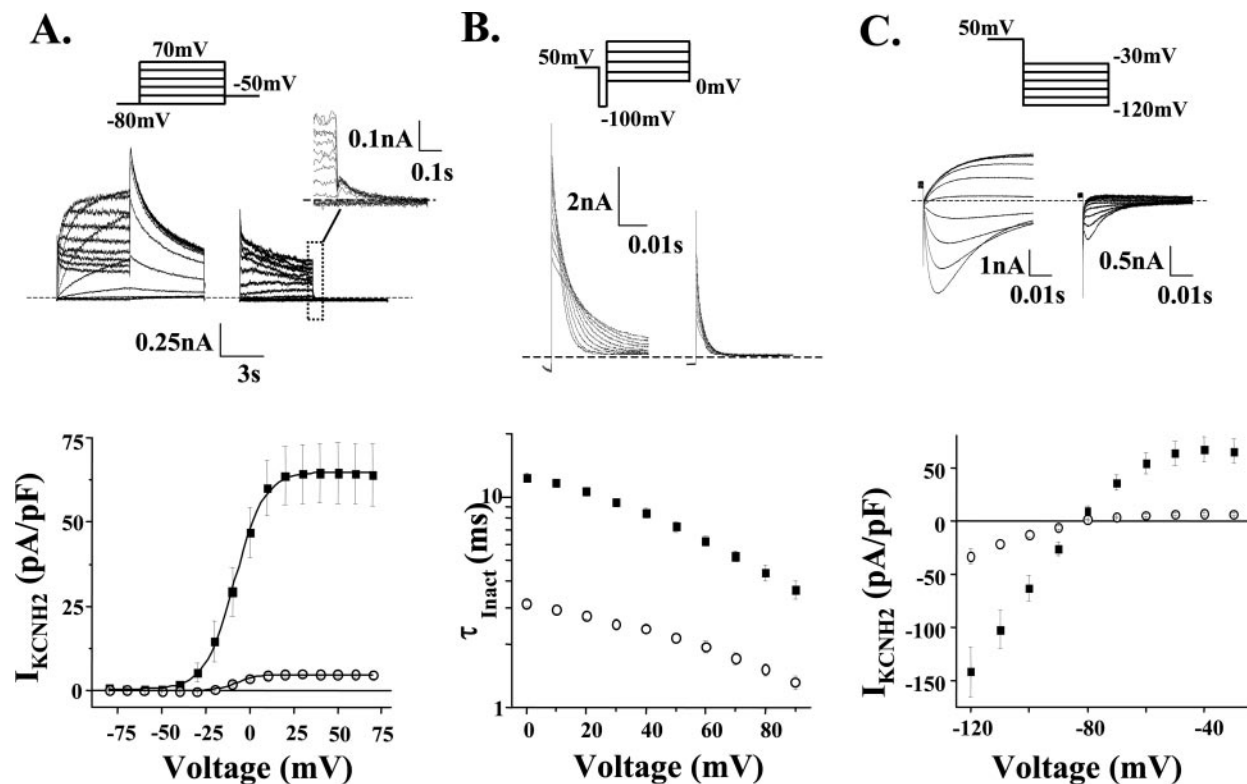 A.
70mV
-50mV
-80mV
0.1nA
0.1s
0.25nA
3s
B.
50mV
0mV
-100mV
2nA
0.01s
C.
50mV
-30mV
-120mV
1nA
0.01s
0.5nA
0.01s
75
50
25
0
I KCNH2 (pA/pF)
-75 -50 -25 0 25 50 75
Voltage (mV)
10
1
τ Inact (ms)
0 20 40 60 80
Voltage (mV)
50
0
-50
-100
-150
I KCNH2 (pA/pF)
-120 -80 -40
Voltage (mV)